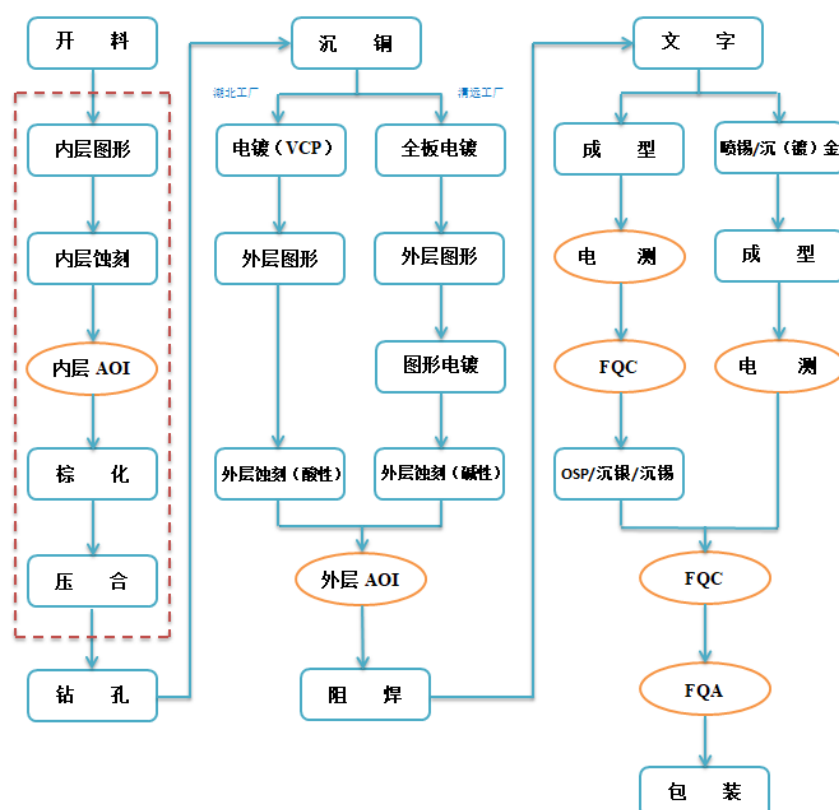 开 料
内层图形
内层蚀刻
内层 AOI
棕 化
压 合
钻 孔
沉 铜
湖北工厂
清远工厂
电镀（VCP）
全板电镀
外层图形
外层图形
图形电镀
外层蚀刻（酸性）
外层蚀刻（碱性）
外层 AOI
阻 焊
文 字
成 型
喷锡/沉（镀）金
电 测
成 型
FQC
电 测
OSP/沉银/沉锡
FQC
FQA
包 装